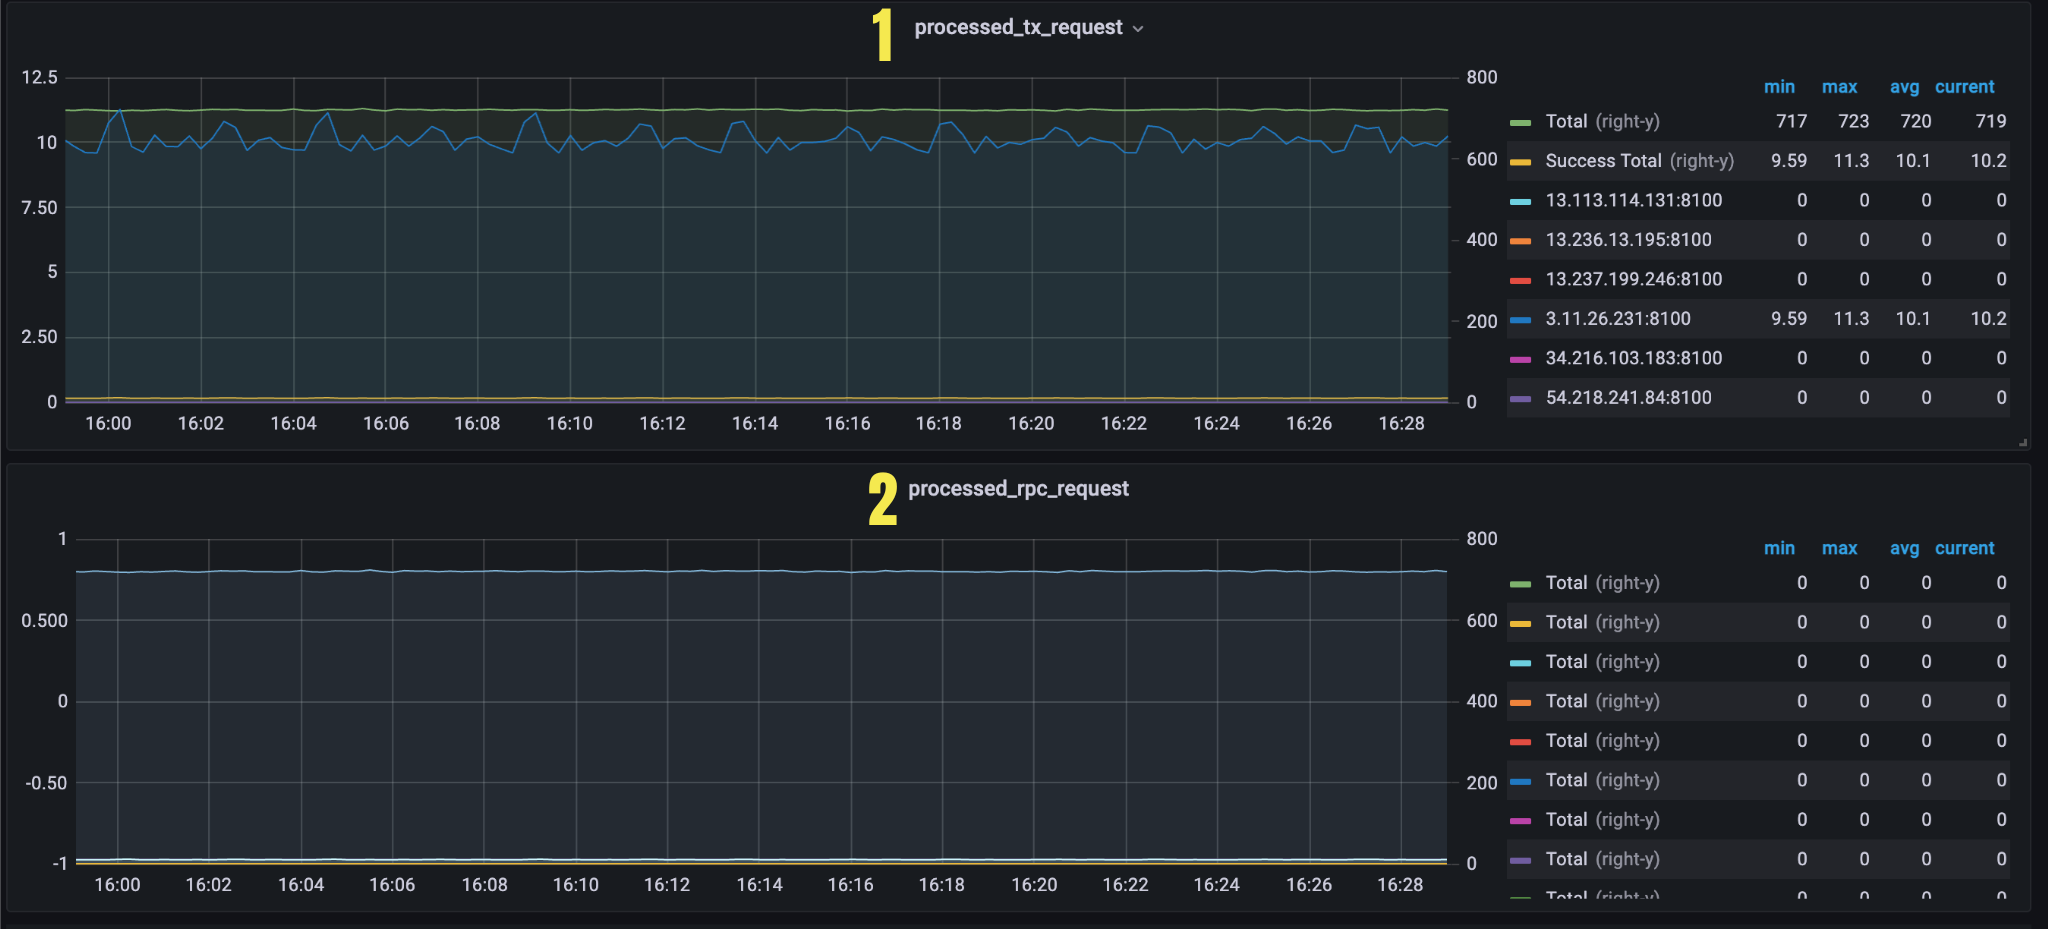 1 processed_tx_request
12.5
10
7.50
5
2.50
0
800
600
400
200
0
16:00 16:02 16:04 16:06 16:08 16:10 16:12 16:14 16:16 16:18 16:20 16:22 16:24 16:26 16:28
min max avg current
Total (right-y) 717 723 720 719
Success Total (right-y) 9.59 11.3 10.1 10.2
13.113.114.131:8100 0 0 0 0
13.236.13.195:8100 0 0 0 0
13.237.199.246:8100 0 0 0 0
3.11.26.231:8100 9.59 11.3 10.1 10.2
34.216.103.183:8100 0 0 0 0
54.218.241.84:8100 0 0 0 0
2 processed_rpc_request
1
0.500
0
-0.50
-1
800
600
400
200
0
16:00 16:02 16:04 16:06 16:08 16:10 16:12 16:14 16:16 16:18 16:20 16:22 16:24 16:26 16:28
min max avg current
Total (right-y) 0 0 0 0
Total (right-y) 0 0 0 0
Total (right-y) 0 0 0 0
Total (right-y) 0 0 0 0
Total (right-y) 0 0 0 0
Total (right-y) 0 0 0 0
Total (right-y) 0 0 0 0
Total (right-y) 0 0 0 0
Total (right-y) 0 0 0 0